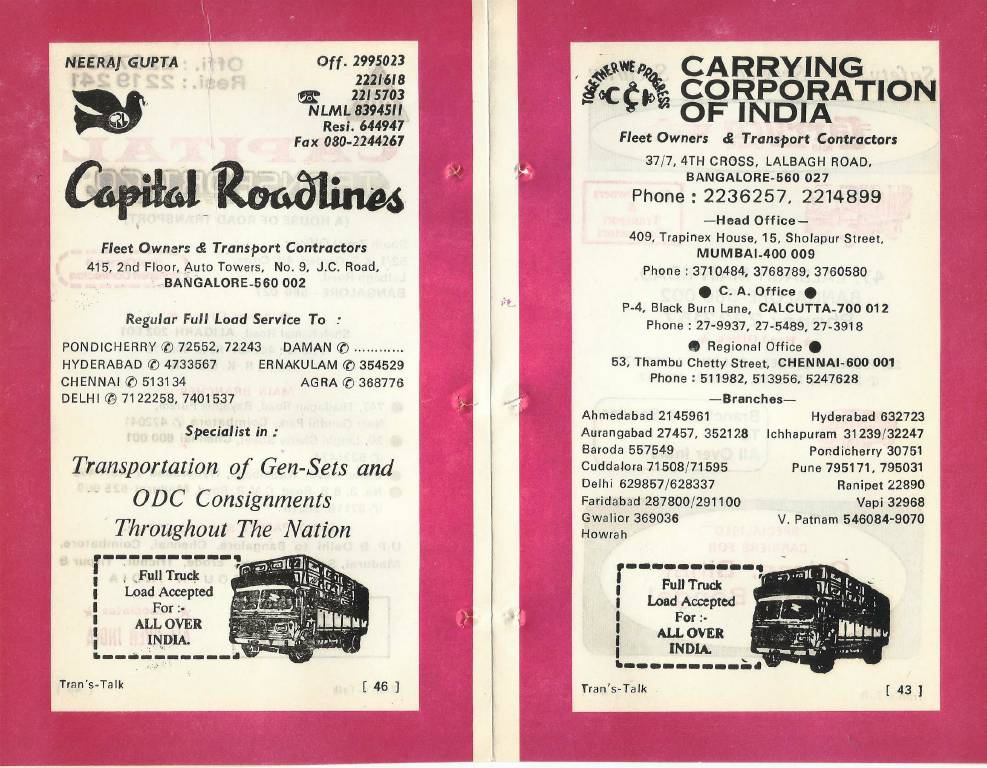 NEERAJ GUPTA Off. 2995023
2221618
2215703
NLML 8394511
Resi. 644947
Fax 080-2244267
CRL
Capital Roadlines
Fleet Owners & Transport Contractors
415, 2nd Floor, Auto Towers, No. 9, J.C. Road,
BANGALORE-560 002
Regular Full Load Service To :
PONDICHERRY ✆ 72552, 72243 DAMAN ✆ ............
HYDERABAD ✆ 4733567 ERNAKULAM ✆ 354529
CHENNAI ✆ 513134 AGRA ✆ 368776
DELHI ✆ 7122258, 7401537
Specialist in :
Transportation of Gen-Sets and
ODC Consignments
Throughout The Nation
Full Truck
Load Accepted
For :-
ALL OVER
INDIA.
Tran's-Talk [ 46 ]
TOGETHER WE PROGRESS
CCI
CARRYING
CORPORATION
OF INDIA
Fleet Owners & Transport Contractors
37/7, 4TH CROSS, LALBAGH ROAD,
BANGALORE-560 027
Phone : 2236257, 2214899
—Head Office—
409, Trapinex House, 15, Sholapur Street,
MUMBAI-400 009
Phone : 3710484, 3768789, 3760580
● C. A. Office ●
P-4, Black Burn Lane, CALCUTTA-700 012
Phone : 27-9937, 27-5489, 27-3918
● Regional Office ●
53, Thambu Chetty Street, CHENNAI-600 001
Phone : 511982, 513956, 5247628
—Branches—
Ahmedabad 2145961 Hyderabad 632723
Aurangabad 27457, 352128 Ichhapuram 31239/32247
Baroda 557549 Pondicherry 30751
Cuddalora 71508/71595 Pune 795171, 795031
Delhi 629857/628337 Ranipet 22890
Faridabad 287800/291100 Vapi 32968
Gwalior 369036 V. Patnam 546084-9070
Howrah
Full Truck
Load Accepted
For :-
ALL OVER
INDIA.
Tran's-Talk [ 43 ]